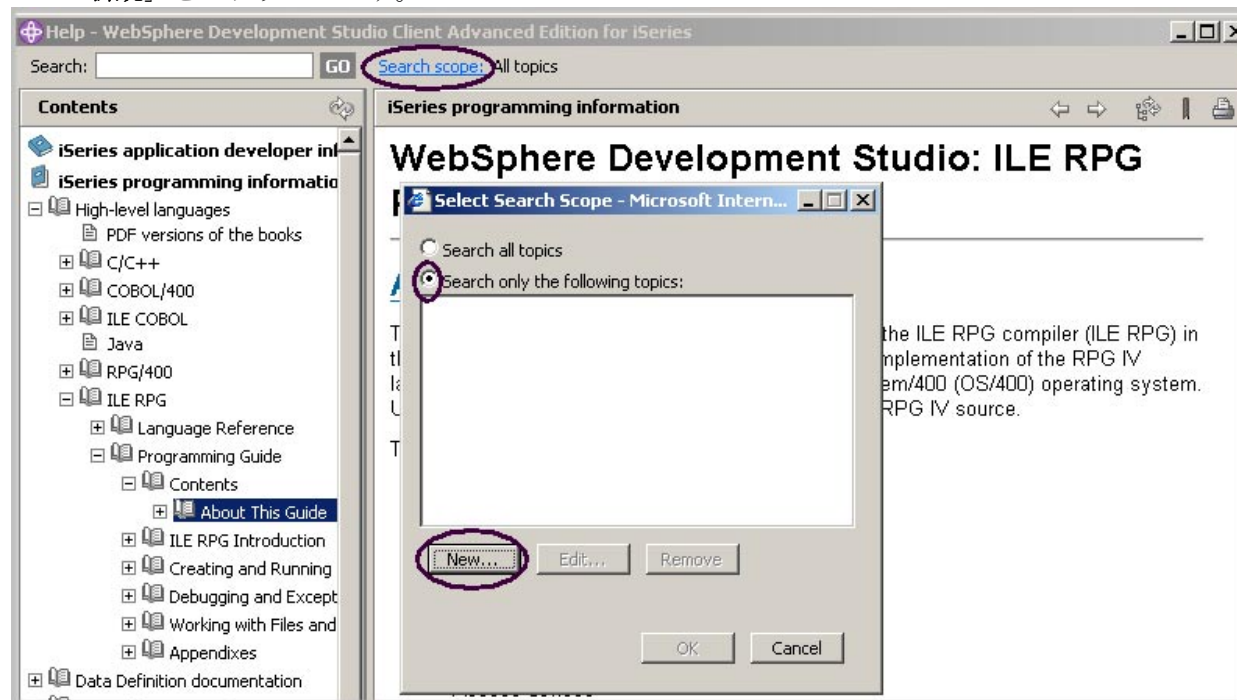 Help - WebSphere Development Studio Client Advanced Edition for iSeries
Search: GO Search scope: All topics
Contents
iSeries application developer inf
iSeries programming informatio
High-level languages
PDF versions of the books
C/C++
COBOL/400
ILE COBOL
Java
RPG/400
ILE RPG
Language Reference
Programming Guide
Contents
About This Guide
ILE RPG Introduction
Creating and Running
Debugging and Except
Working with Files and
Appendixes
Data Definition documentation
iSeries programming information
WebSphere Development Studio: ILE RPG
the ILE RPG compiler (ILE RPG) in
mplementation of the RPG IV
em/400 (OS/400) operating system.
RPG IV source.
Select Search Scope - Microsoft Intern...
Search all topics
Search only the following topics:
New... Edit... Remove
OK Cancel